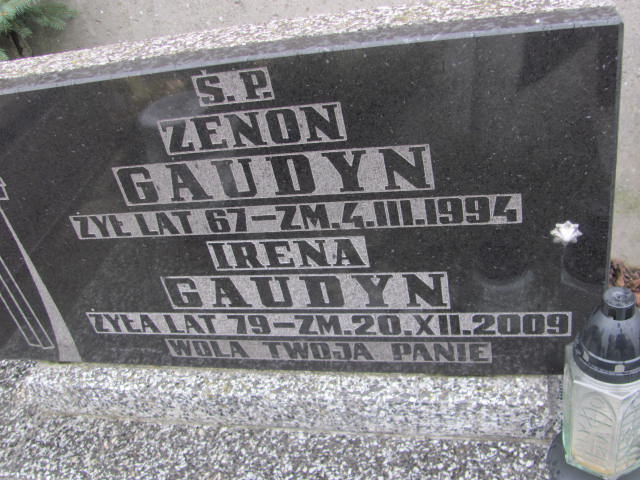 Ś.P.
ZENON
GAUDYN
ŻYŁ LAT 67-ZM.4.III.1994
IRENA
GAUDYN
ŻYŁA LAT 79-ZM.20.XII.2009
WOLA TWOJA PANIE